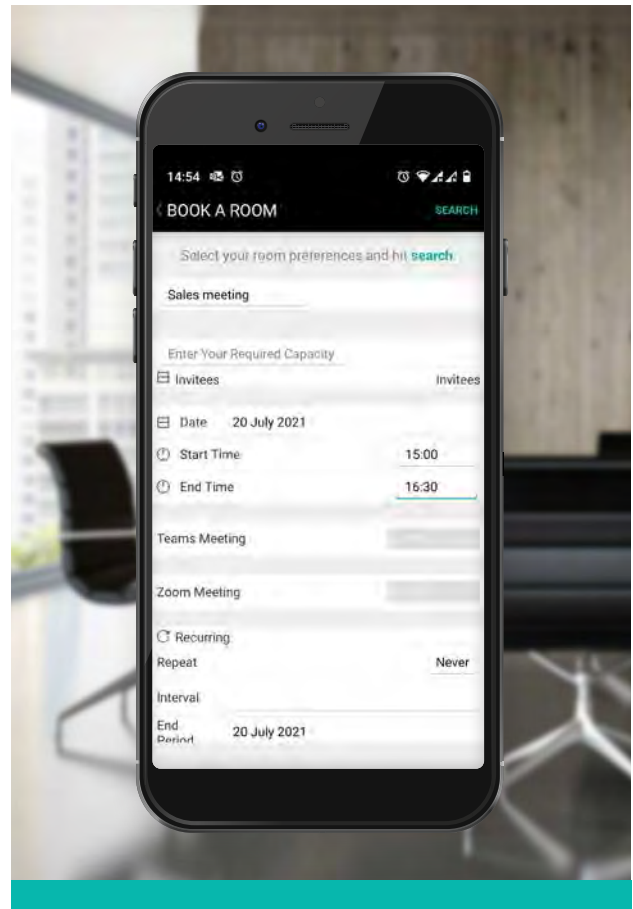 14:54
BOOK A ROOM SEARCH
Select your room preferences and hit search
Sales meeting
Enter Your Required Capacity
Invitees Invitees
Date 20 July 2021
Start Time 15:00
End Time 16:30
Teams Meeting
Zoom Meeting
Recurring
Repeat Never
Interval
End
Period 20 July 2021